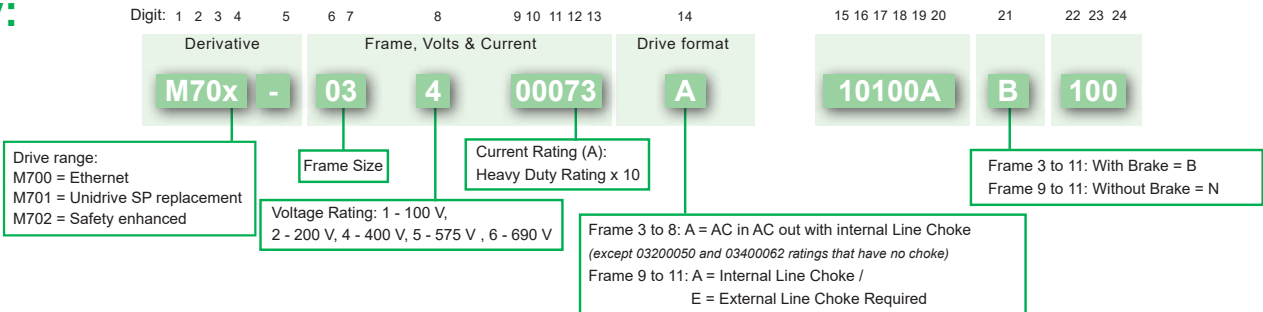 Digit: 1 2 3 4 5 6 7 8 9 10 11 12 13 14 15 16 17 18 19 20 21 22 23 24
Derivative Frame, Volts & Current Drive format
M70x - 03 4 00073 A 10100A B 100
Drive range:
M700 = Ethernet
M701 = Unidrive SP replacement
M702 = Safety enhanced
Frame Size
Voltage Rating: 1 - 100 V,
2 - 200 V, 4 - 400 V, 5 - 575 V , 6 - 690 V
Current Rating (A):
Heavy Duty Rating x 10
Frame 3 to 8: A = AC in AC out with internal Line Choke
(except 03200050 and 03400062 ratings that have no choke)
Frame 9 to 11: A = Internal Line Choke /
E = External Line Choke Required
Frame 3 to 11: With Brake = B
Frame 9 to 11: Without Brake = N